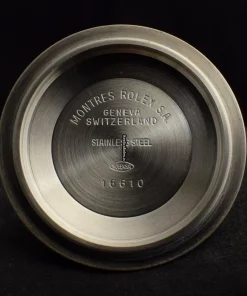 MONTRES ROLEX S.A.
GENEVA
SWITZERLAND
STAINLESS STEEL
16610